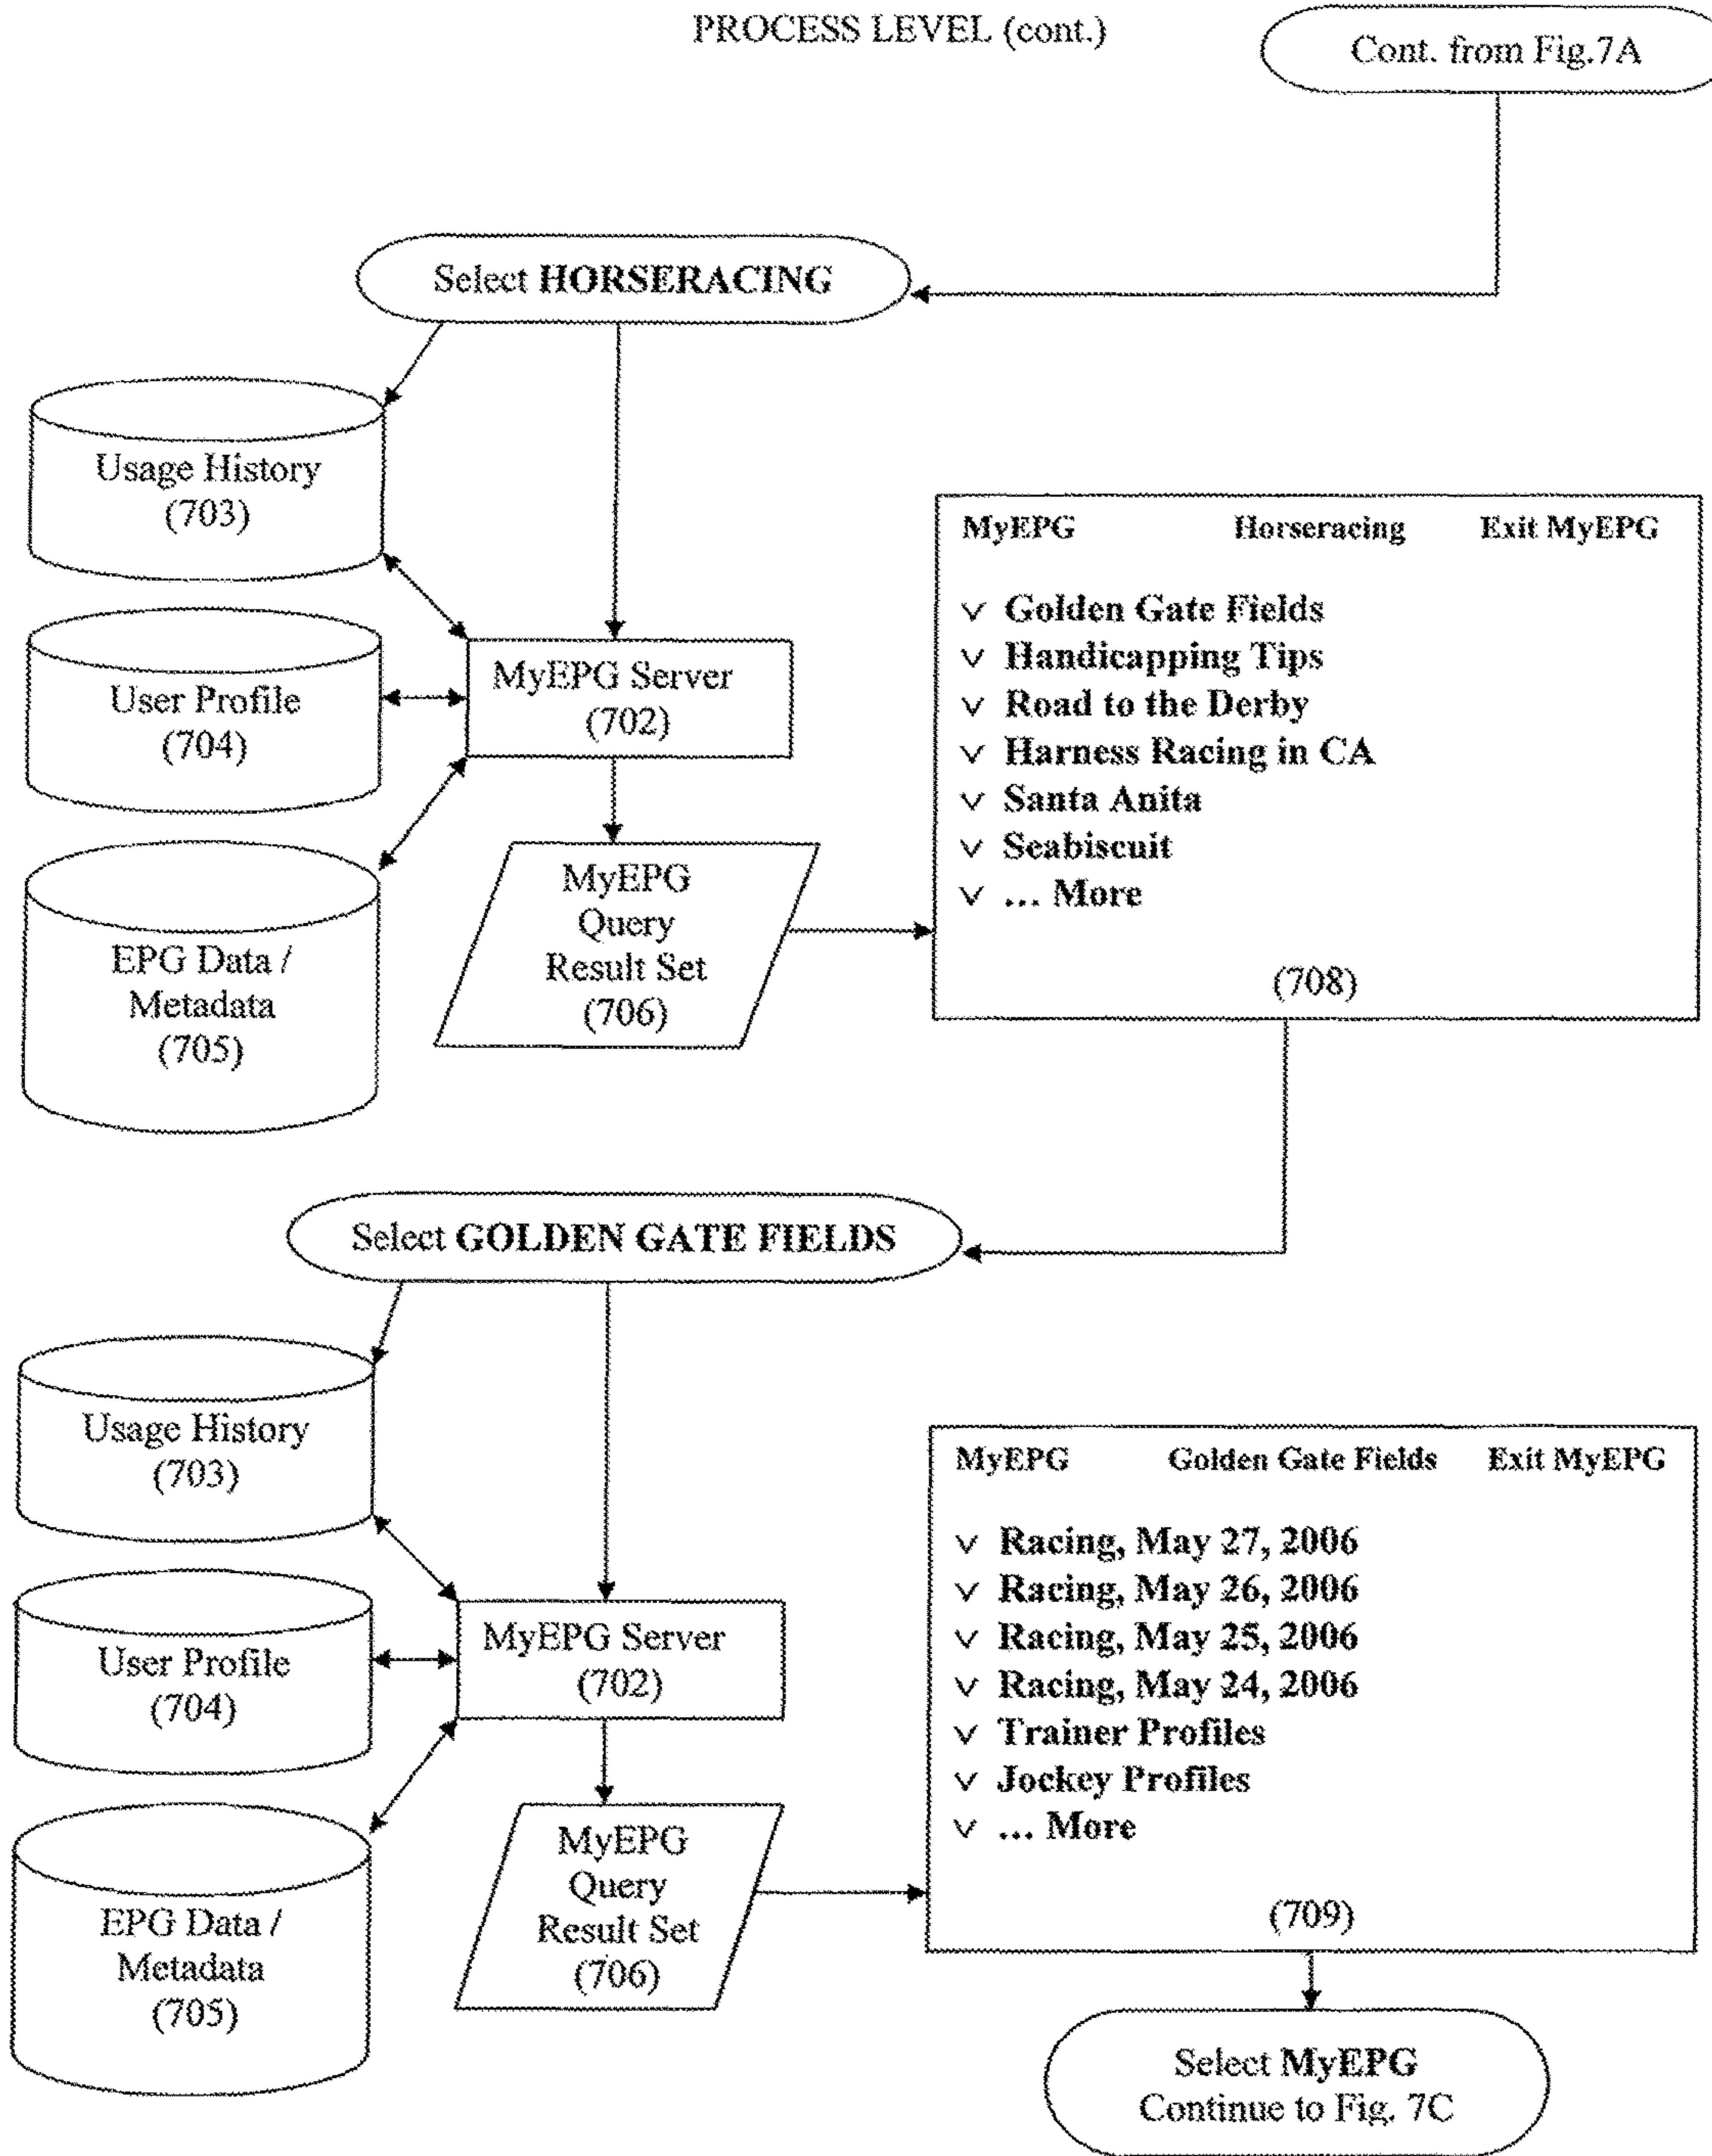 PROCESS LEVEL (cont.)
Cont. from Fig.7A
Select HORSERACING
Usage History
(703)
User Profile
(704)
EPG Data /
Metadata
(705)
MyEPG Server
(702)
MyEPG
Query
Result Set
(706)
MyEPG Horseracing Exit MyEPG
∨ Golden Gate Fields
∨ Handicapping Tips
∨ Road to the Derby
∨ Harness Racing in CA
∨ Santa Anita
∨ Seabiscuit
∨ ... More
(708)
Select GOLDEN GATE FIELDS
Usage History
(703)
User Profile
(704)
EPG Data /
Metadata
(705)
MyEPG Server
(702)
MyEPG
Query
Result Set
(706)
MyEPG Golden Gate Fields Exit MyEPG
∨ Racing, May 27, 2006
∨ Racing, May 26, 2006
∨ Racing, May 25, 2006
∨ Racing, May 24, 2006
∨ Trainer Profiles
∨ Jockey Profiles
∨ ... More
(709)
Select MyEPG
Continue to Fig. 7C